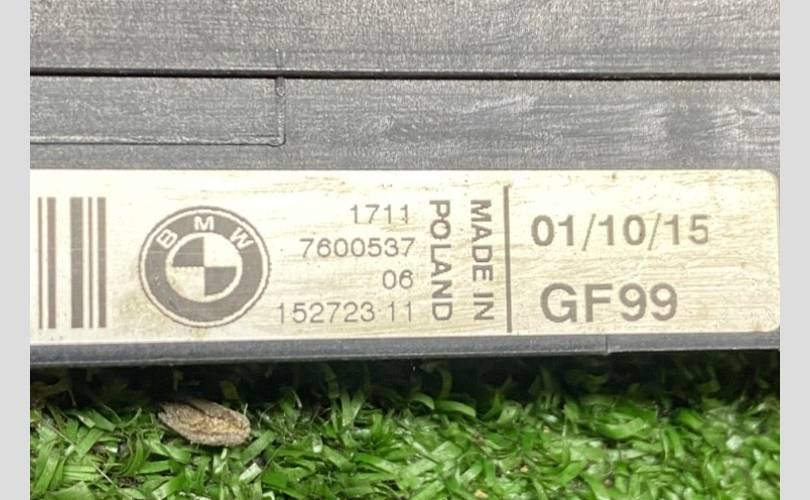 BMW
1711
7600537
06
152723 11
MADE IN
POLAND
01/10/15
GF99